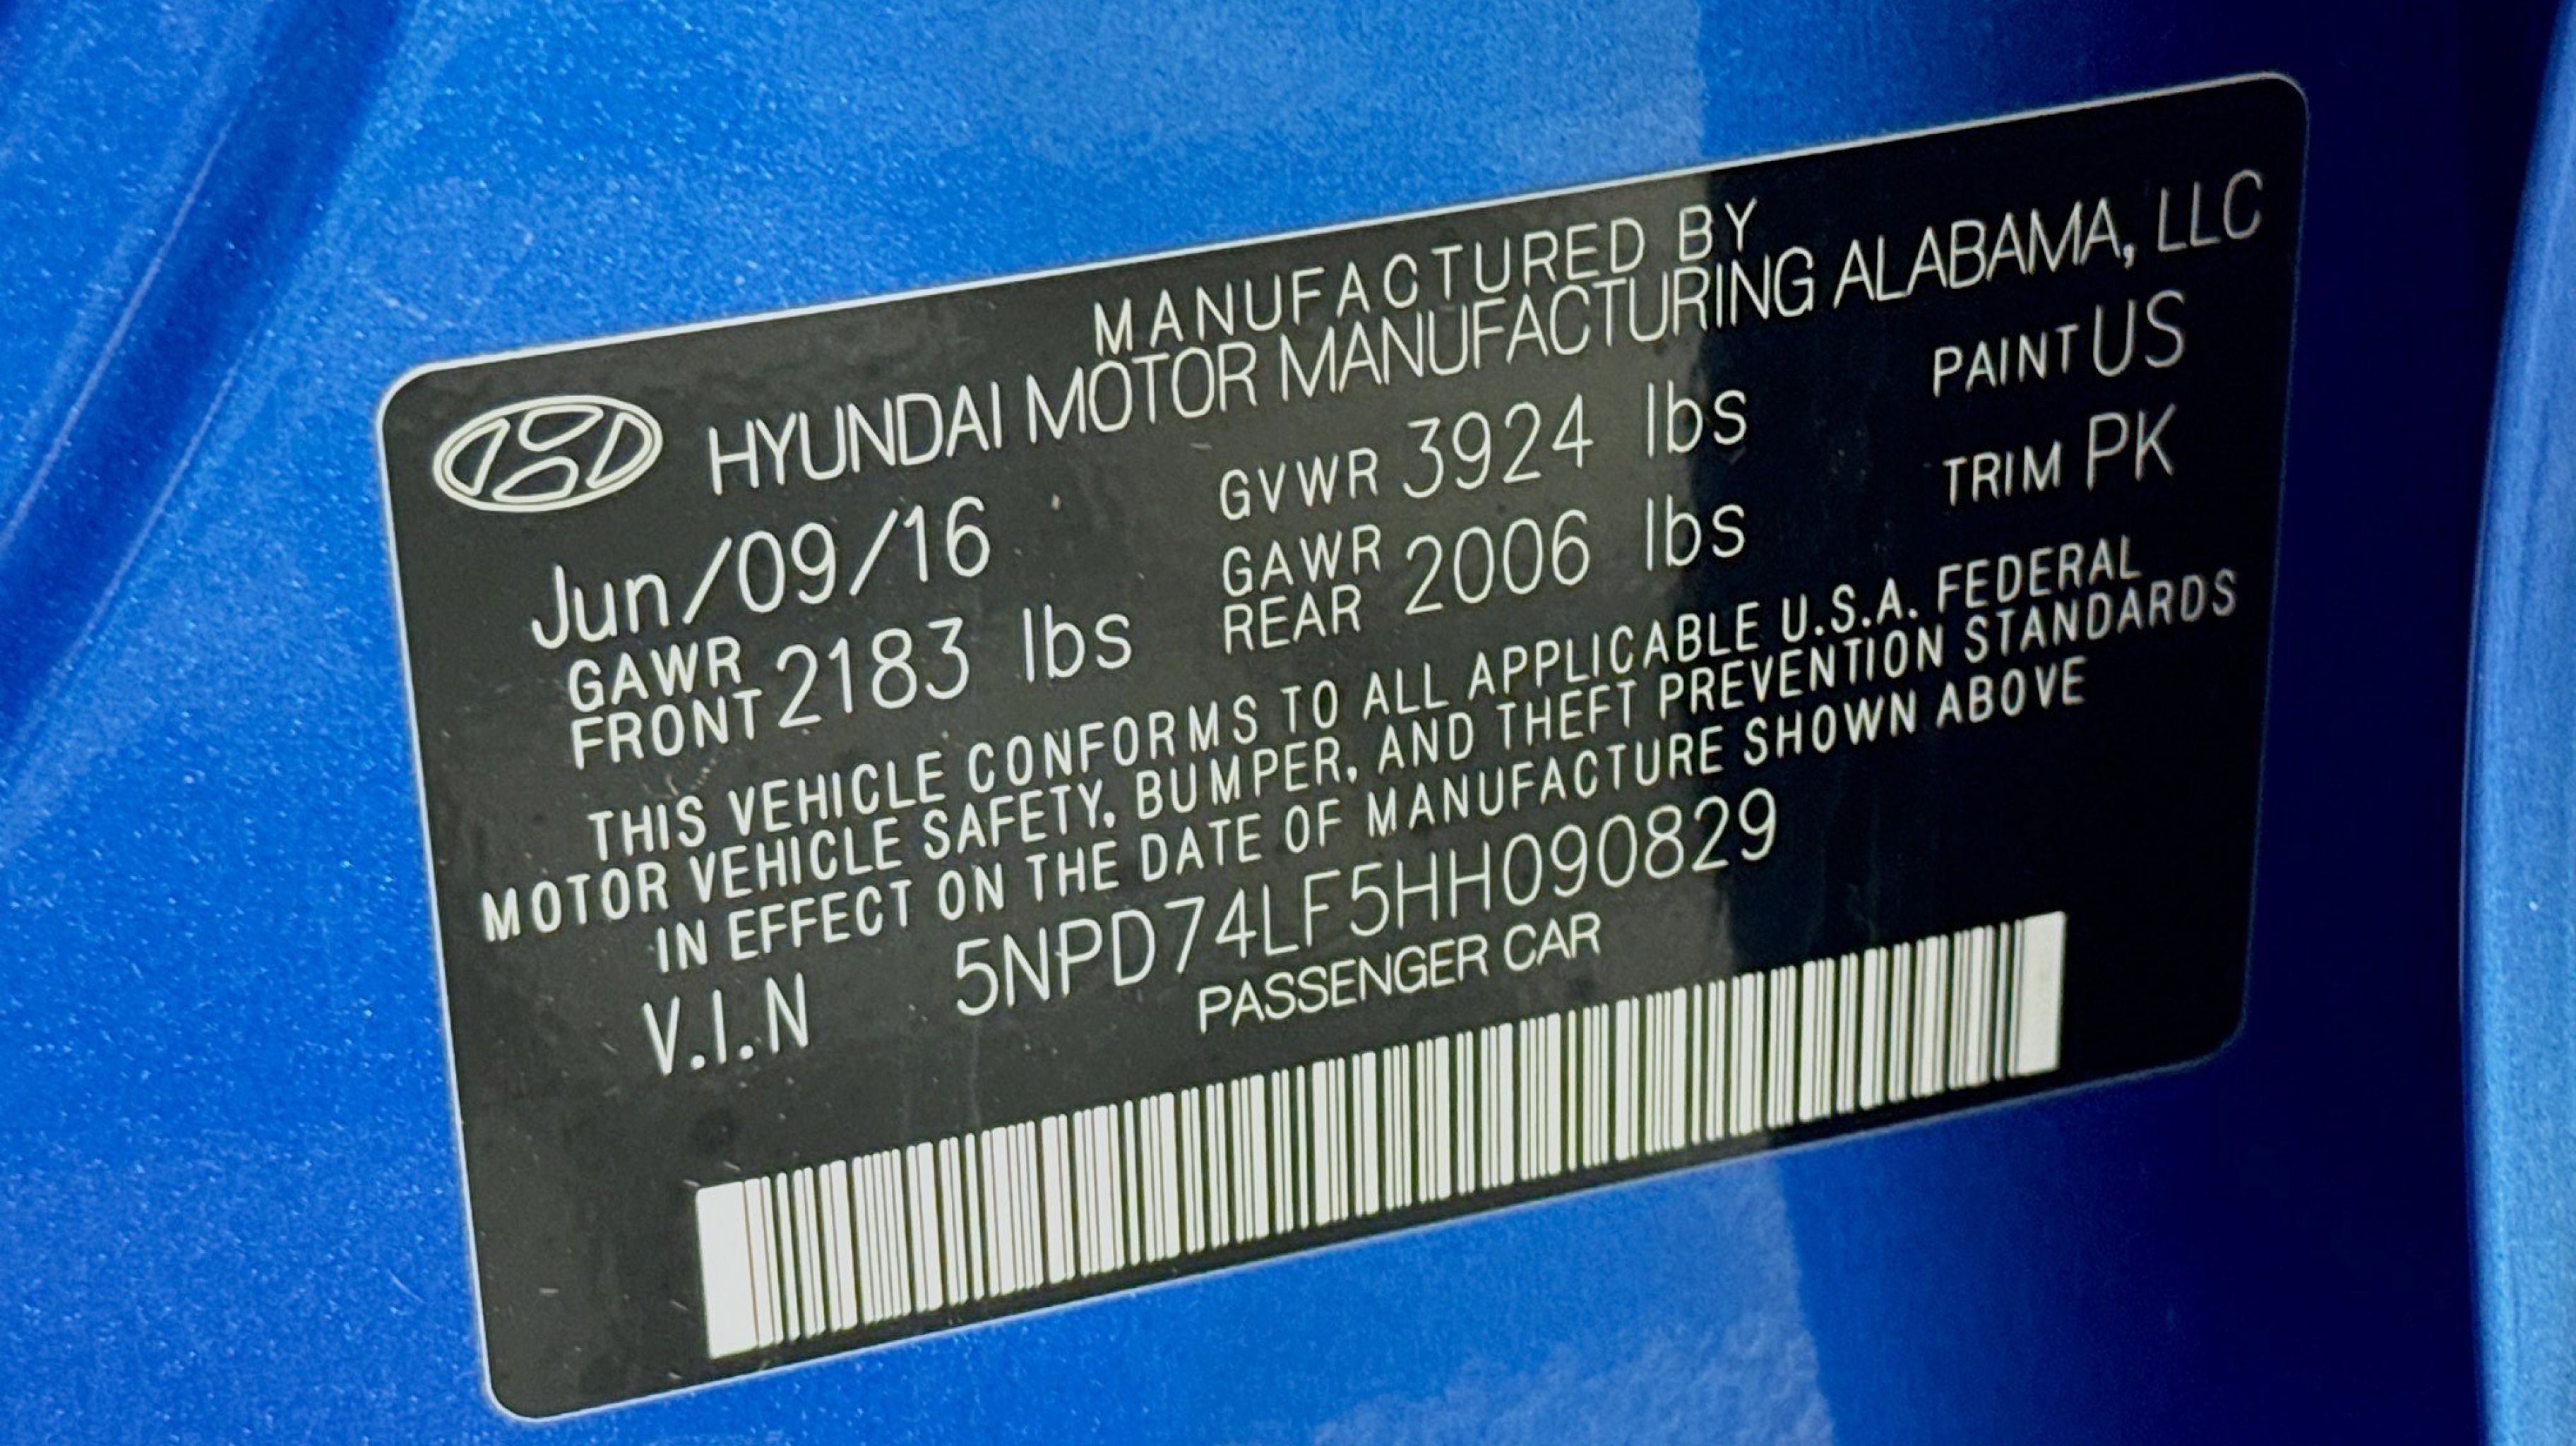 MANUFACTURED BY
HYUNDAI MOTOR MANUFACTURING ALABAMA, LLC
Jun/09/16 GVWR 3924 lbs PAINT US
GAWR FRONT 2183 lbs GAWR REAR 2006 lbs TRIM PK
THIS VEHICLE CONFORMS TO ALL APPLICABLE U.S.A. FEDERAL
MOTOR VEHICLE SAFETY, BUMPER, AND THEFT PREVENTION STANDARDS
IN EFFECT ON THE DATE OF MANUFACTURE SHOWN ABOVE
V.I.N 5NPD74LF5HH090829
PASSENGER CAR